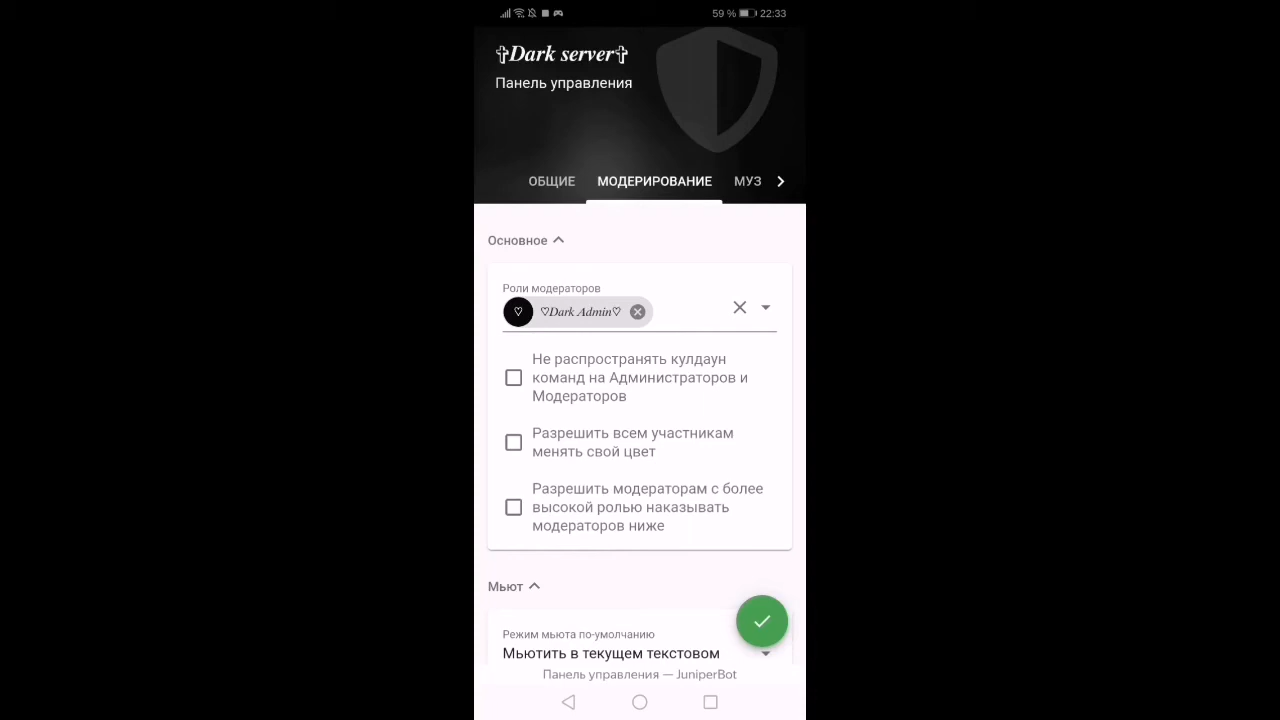 59 % 22:33
✞Dark server✞
Панель управления
ОБЩИЕ МОДЕРИРОВАНИЕ МУЗ
Основное
Роли модераторов
♡ ♡Dark Admin♡
Не распространять кулдаун
команд на Администраторов и
Модераторов
Разрешить всем участникам
менять свой цвет
Разрешить модераторам с более
высокой ролью наказывать
модераторов ниже
Мьют
Режим мьюта по-умолчанию
Мьютить в текущем текстовом
Панель управления — JuniperBot